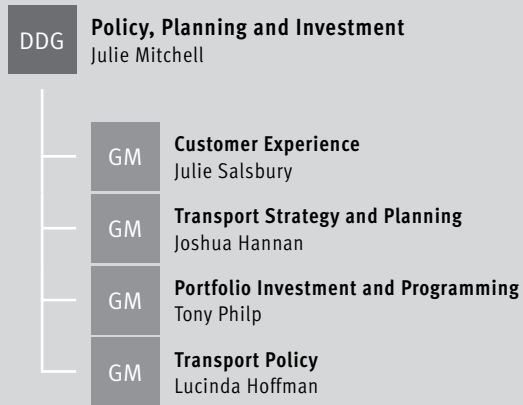 DDG
Policy, Planning and Investment
Julie Mitchell
GM
Customer Experience
Julie Salsbury
GM
Transport Strategy and Planning
Joshua Hannan
GM
Portfolio Investment and Programming
Tony Philp
GM
Transport Policy
Lucinda Hoffman